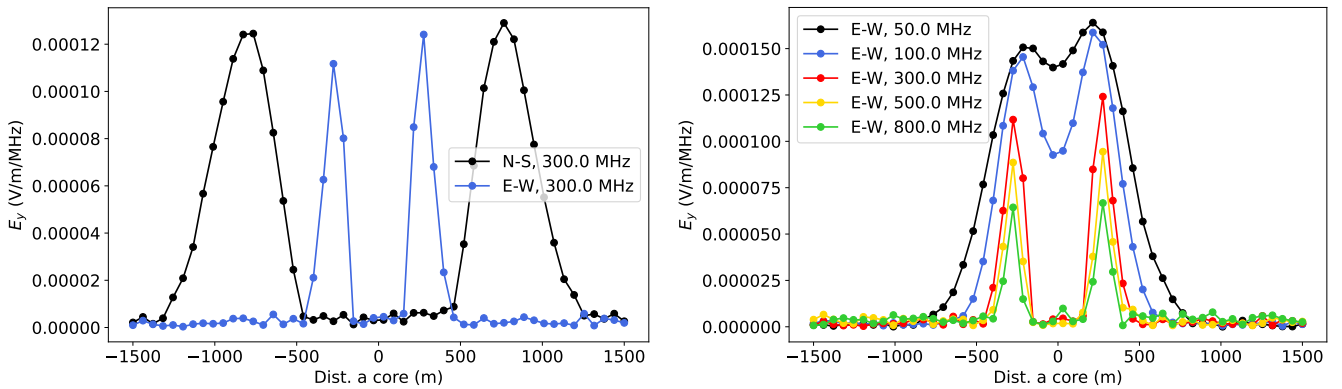 0.00012
0.00010
0.00008
0.00006
0.00004
0.00002
0.00000
E_y (V/m/MHz)
N-S, 300.0 MHz
E-W, 300.0 MHz
−1500 −1000 −500 0 500 1000 1500
Dist. a core (m)
0.000150
0.000125
0.000100
0.000075
0.000050
0.000025
0.000000
E_y (V/m/MHz)
E-W, 50.0 MHz
E-W, 100.0 MHz
E-W, 300.0 MHz
E-W, 500.0 MHz
E-W, 800.0 MHz
−1500 −1000 −500 0 500 1000 1500
Dist. a core (m)